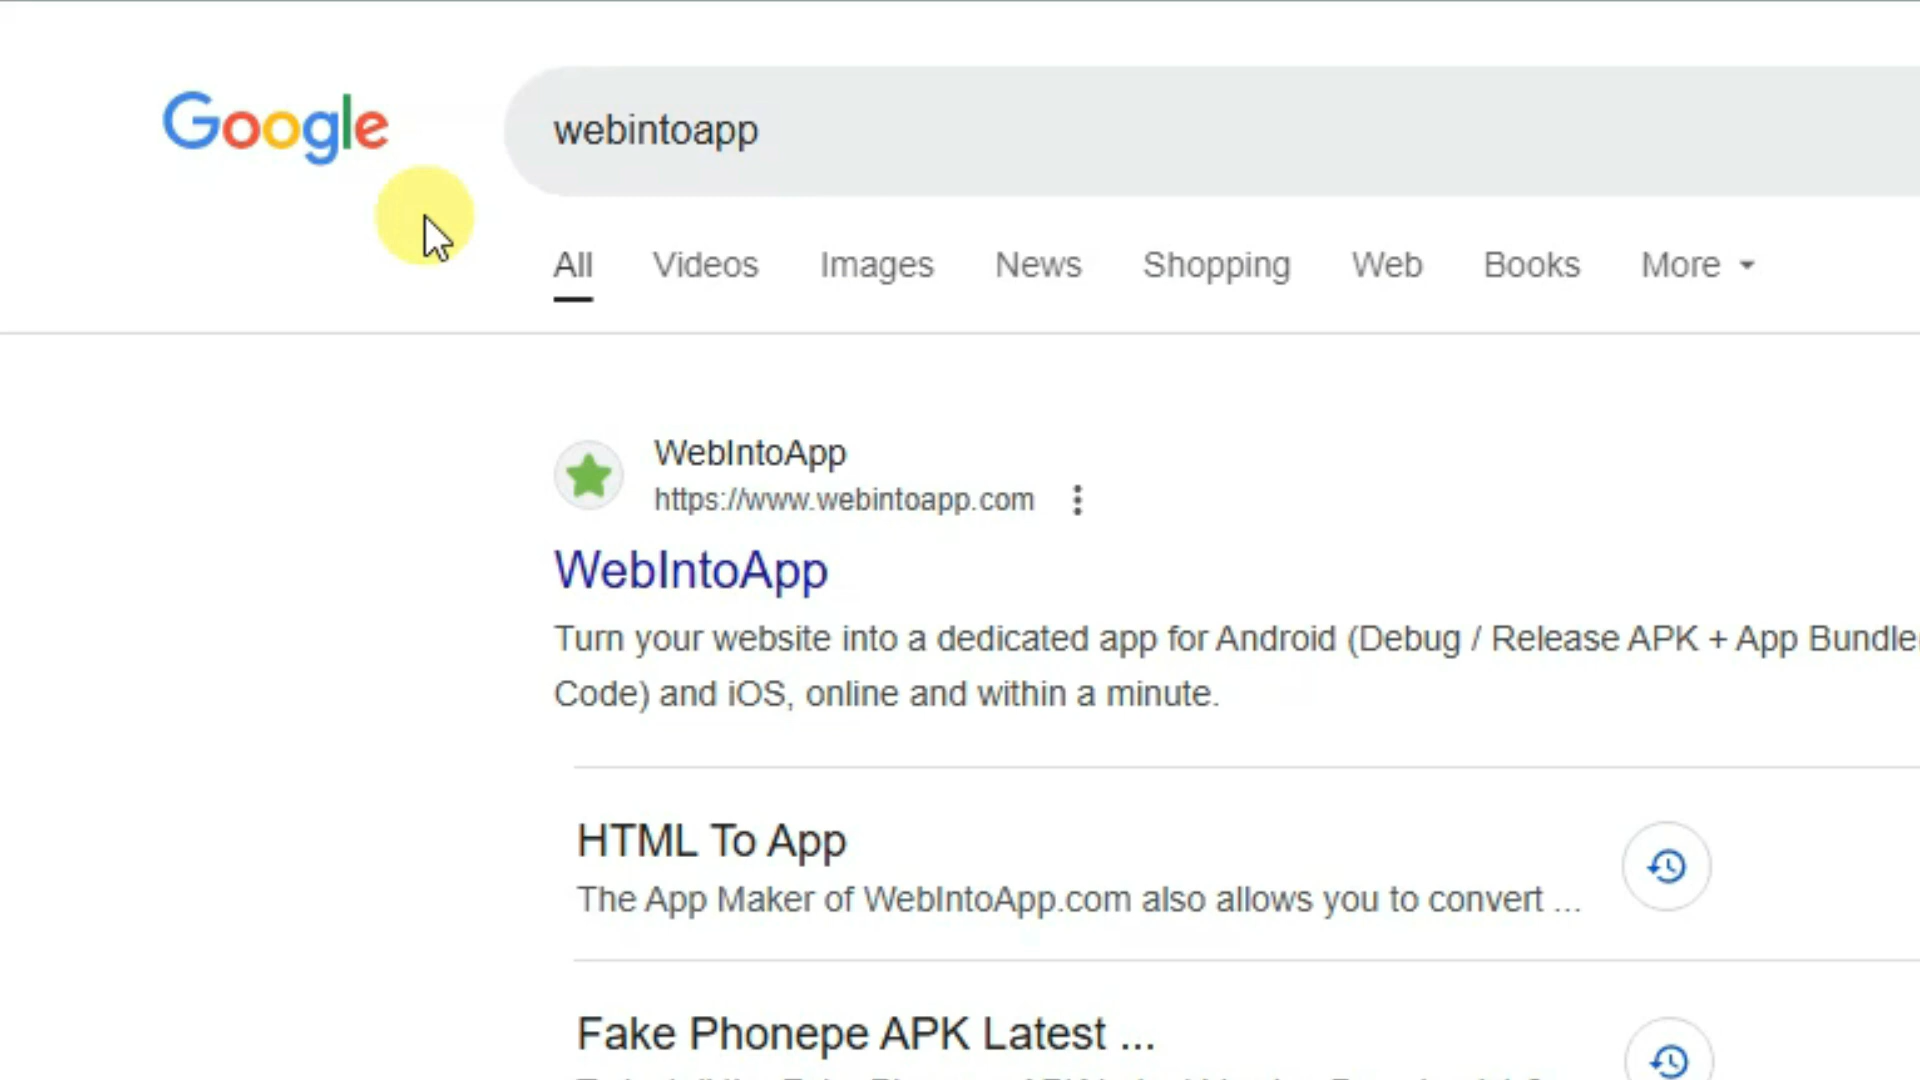 Google
webintoapp
All Videos Images News Shopping Web Books More
WebIntoApp
https://www.webintoapp.com
WebIntoApp
Turn your website into a dedicated app for Android (Debug / Release APK + App Bundle
Code) and iOS, online and within a minute.
HTML To App
The App Maker of WebIntoApp.com also allows you to convert ...
Fake Phonepe APK Latest ...